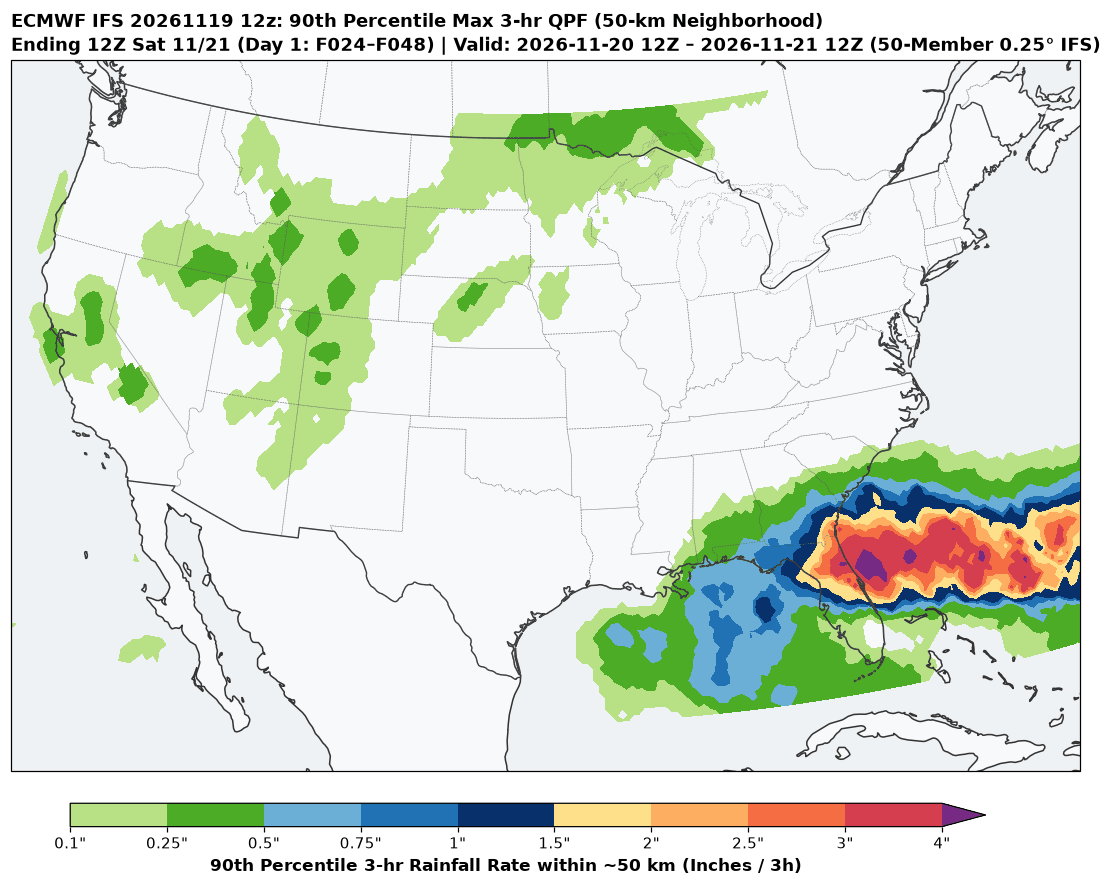 ECMWF IFS 20261119 12z: 90th Percentile Max 3-hr QPF (50-km Neighborhood)
Ending 12Z Sat 11/21 (Day 1: F024–F048) | Valid: 2026-11-20 12Z – 2026-11-21 12Z (50-Member 0.25° IFS)
0.1" 0.25" 0.5" 0.75" 1" 1.5" 2" 2.5" 3" 4"
90th Percentile 3-hr Rainfall Rate within ~50 km (Inches / 3h)